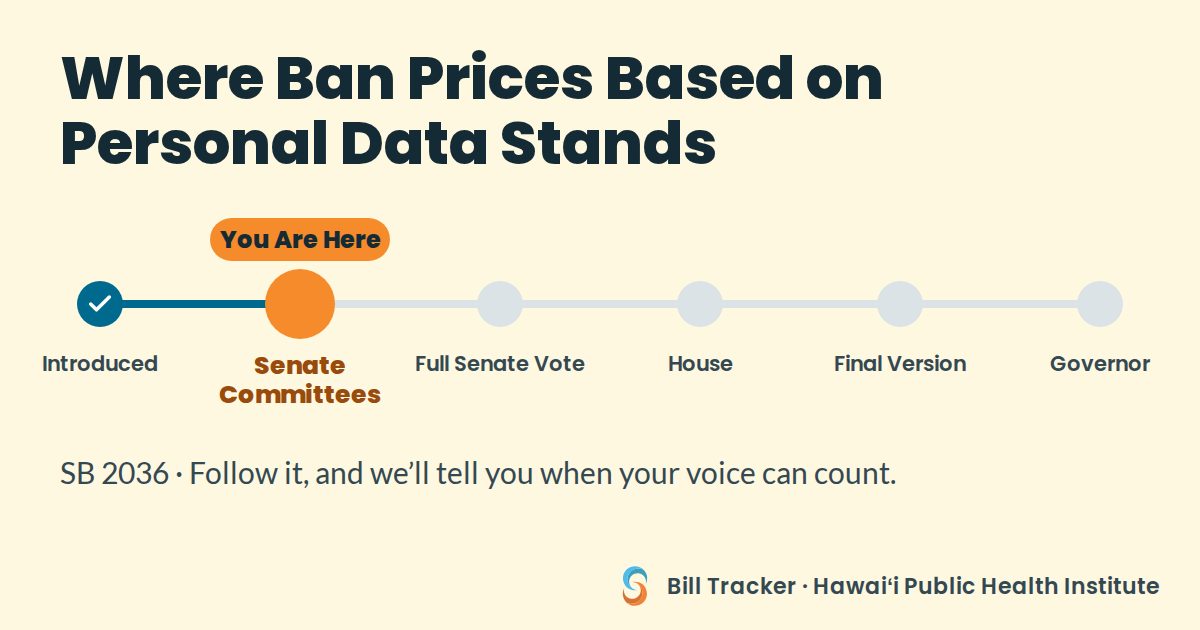 Where Ban Prices Based on
Personal Data Stands
You Are Here
Introduced
Senate
Committees
Full Senate Vote
House
Final Version
Governor
SB 2036 · Follow it, and we’ll tell you when your voice can count.
Bill Tracker · Hawaiʻi Public Health Institute